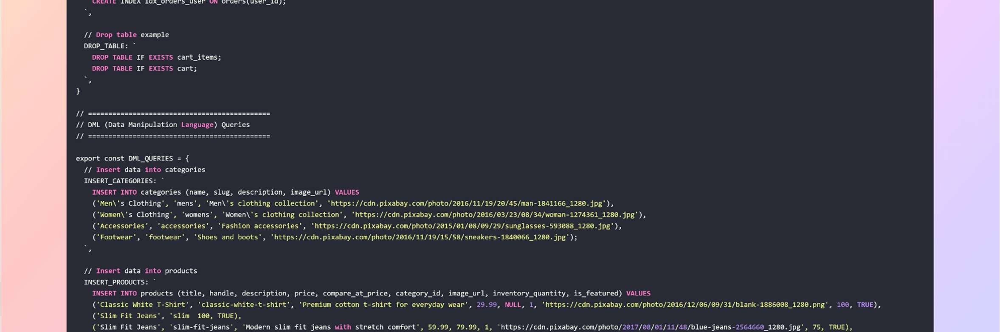 CREATE INDEX idx_orders_user ON orders(user_id);
`,
// Drop table example
DROP_TABLE: `
DROP TABLE IF EXISTS cart_items;
DROP TABLE IF EXISTS cart;
`,
}
// =============================================
// DML (Data Manipulation Language) Queries
// =============================================
export const DML_QUERIES = {
// Insert data into categories
INSERT_CATEGORIES: `
INSERT INTO categories (name, slug, description, image_url) VALUES
('Men\'s Clothing', 'mens', 'Men\'s clothing collection', 'https://cdn.pixabay.com/photo/2016/11/19/20/45/man-1841166_1280.jpg'),
('Women\'s Clothing', 'womens', 'Women\'s clothing collection', 'https://cdn.pixabay.com/photo/2016/03/23/08/34/woman-1274361_1280.jpg'),
('Accessories', 'accessories', 'Fashion accessories', 'https://cdn.pixabay.com/photo/2015/01/08/09/29/sunglasses-593088_1280.jpg'),
('Footwear', 'footwear', 'Shoes and boots', 'https://cdn.pixabay.com/photo/2016/11/19/15/58/sneakers-1840066_1280.jpg');
`,
// Insert data into products
INSERT_PRODUCTS: `
INSERT INTO products (title, handle, description, price, compare_at_price, category_id, image_url, inventory_quantity, is_featured) VALUES
('Classic White T-Shirt', 'classic-white-t-shirt', 'Premium cotton t-shirt for everyday wear', 29.99, NULL, 1, 'https://cdn.pixabay.com/photo/2016/12/06/09/31/blank-1886008_1280.png', 100, TRUE),
('Slim Fit Jeans', 'slim  100, TRUE),
('Slim Fit Jeans', 'slim-fit-jeans', 'Modern slim fit jeans with stretch comfort', 59.99, 79.99, 1, 'https://cdn.pixabay.com/photo/2017/08/01/11/48/blue-jeans-2564660_1280.jpg', 75, TRUE),